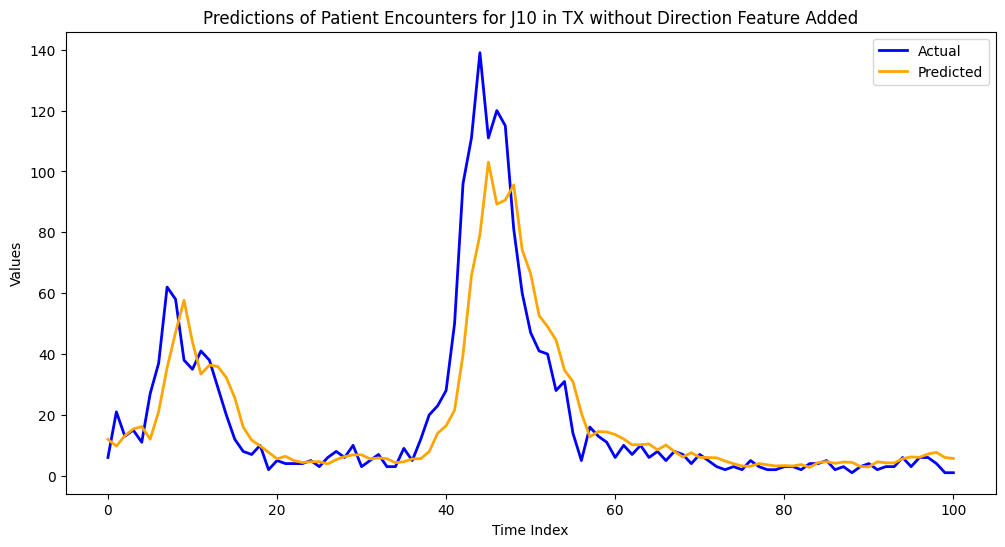 Predictions of Patient Encounters for J10 in TX without Direction Feature Added
Actual
Predicted
Values
140
120
100
80
60
40
20
0
0 20 40 60 80 100
Time Index